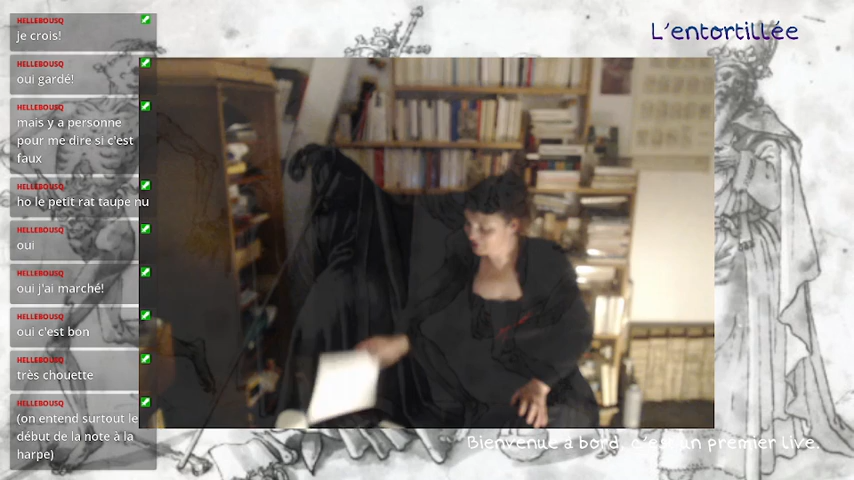 L'entortillée
HELLEBOUSQ
je crois!
HELLEBOUSQ
oui gardé!
HELLEBOUSQ
mais y a personne
pour me dire si c'est
faux
HELLEBOUSQ
ho le petit rat taupe nu
HELLEBOUSQ
oui
HELLEBOUSQ
oui j'ai marché!
HELLEBOUSQ
oui c'est bon
HELLEBOUSQ
très chouette
HELLEBOUSQ
(on entend surtout le
début de la note à la
harpe)
Bienvenue à bord, c'est un premier live.